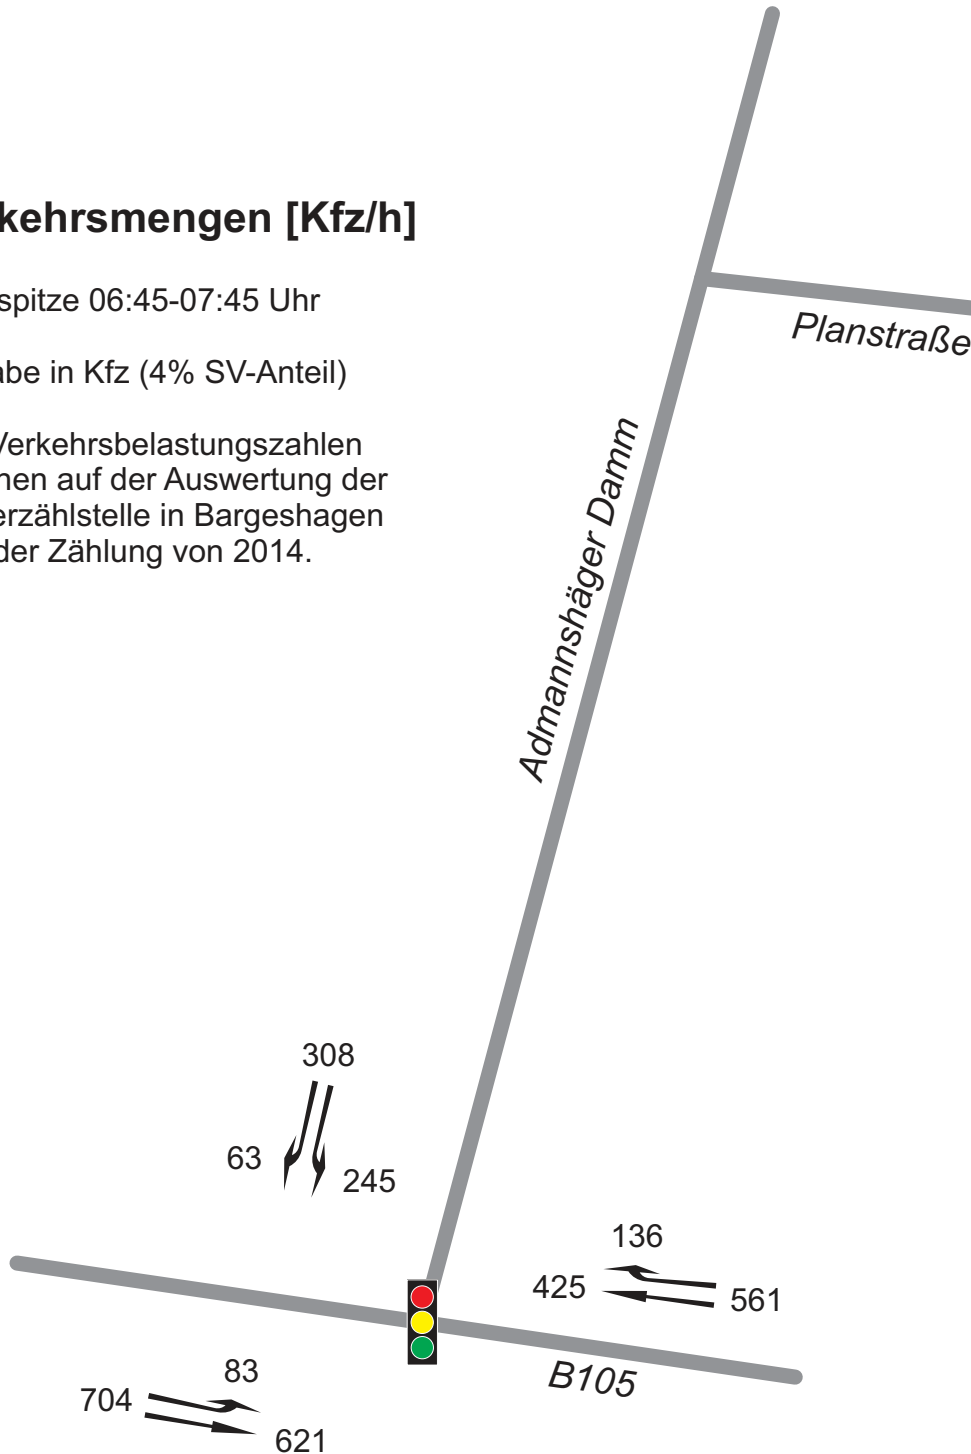 kehrsmengen [Kfz/h]
spitze 06:45-07:45 Uhr
abe in Kfz (4% SV-Anteil)
Verkehrsbelastungszahlen
nen auf der Auswertung der
erzählstelle in Bargeshagen
der Zählung von 2014.
Planstraße
Admannshäger Damm
308
63
245
136
425
561
B105
83
704
621